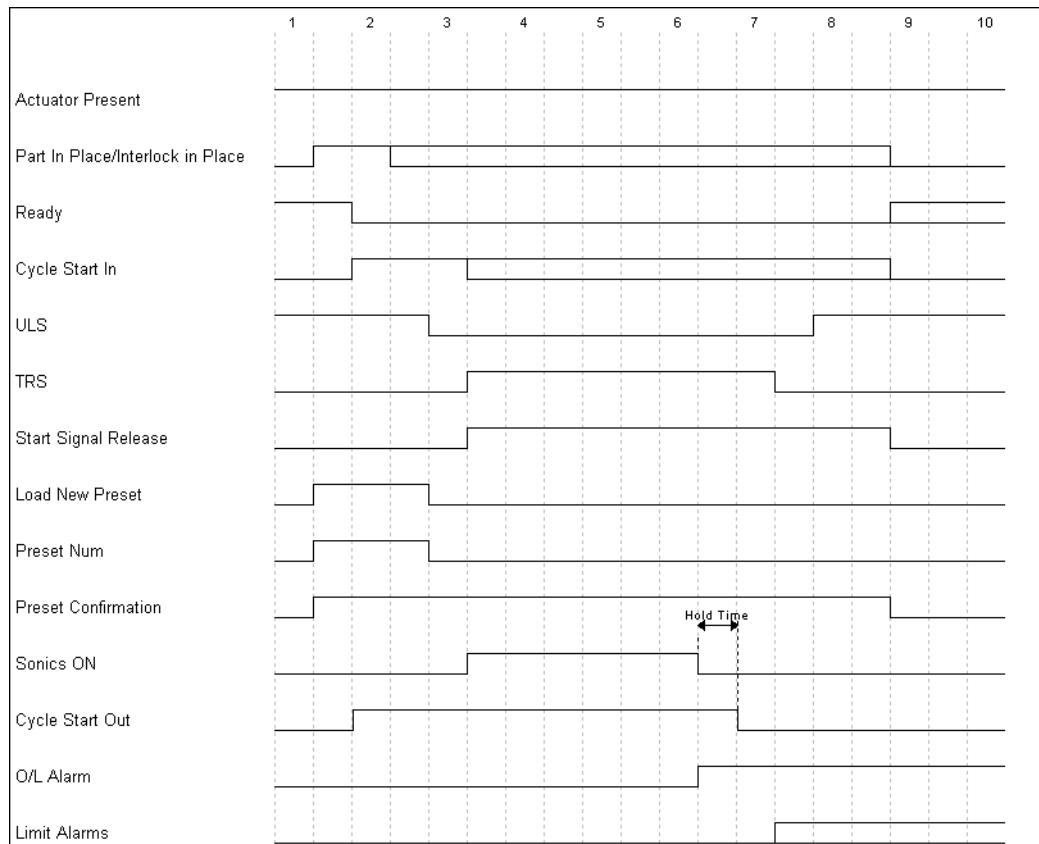 1 2 3 4 5 6 7 8 9 10
Actuator Present
Part In Place/Interlock in Place
Ready
Cycle Start In
ULS
TRS
Start Signal Release
Load New Preset
Preset Num
Preset Confirmation
Hold Time
Sonics ON
Cycle Start Out
O/L Alarm
Limit Alarms